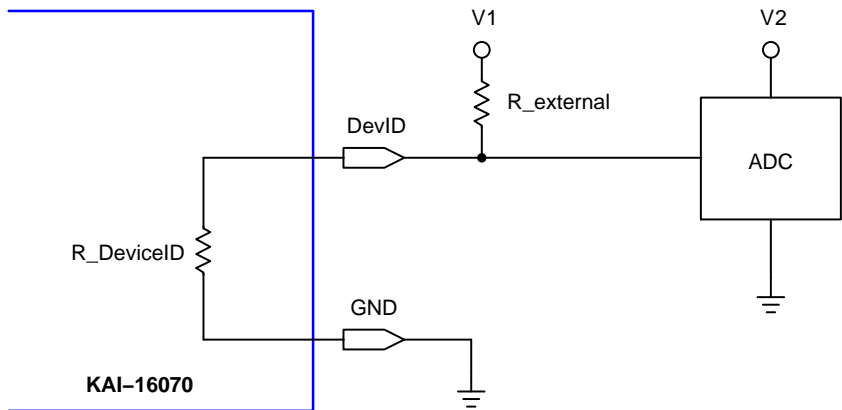 V1
V2
R_external
DevID
ADC
R_DeviceID
GND
KAI–16070